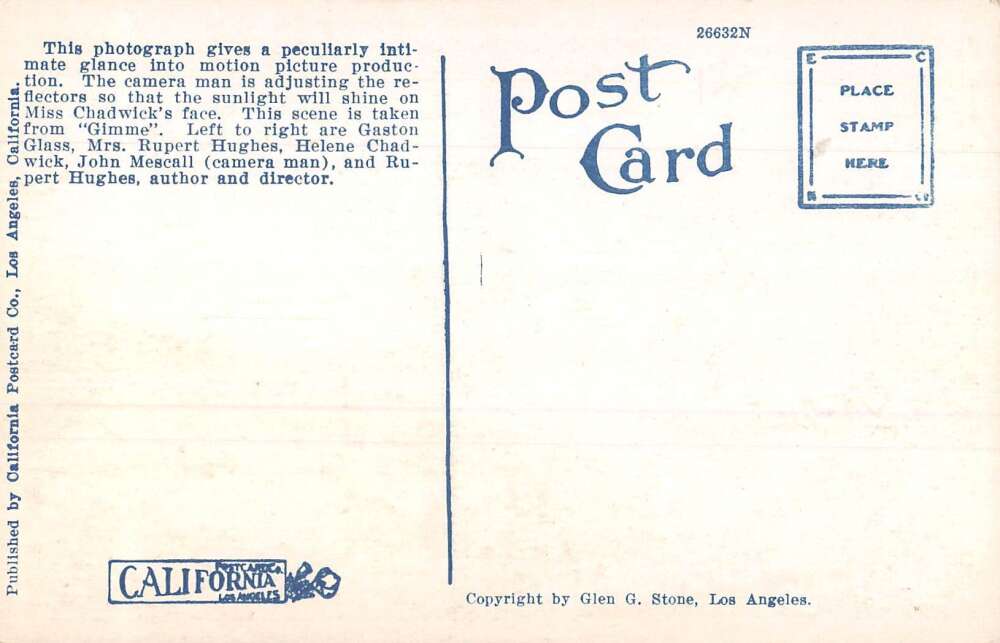 This photograph gives a peculiarly inti-
mate glance into motion picture produc-
tion. The camera man is adjusting the re-
flectors so that the sunlight will shine on
Miss Chadwick's face. This scene is taken
from "Gimme". Left to right are Gaston
Glass, Mrs. Rupert Hughes, Helene Chad-
wick, John Mescall (camera man), and Ru-
pert Hughes, author and director.
Published by California Postcard Co., Los Angeles, California.
CALIFORNIA
POSTCARD Co.
LOS ANGELES
26632N
Post
Card
E C
PLACE
STAMP
HERE
Copyright by Glen G. Stone, Los Angeles.